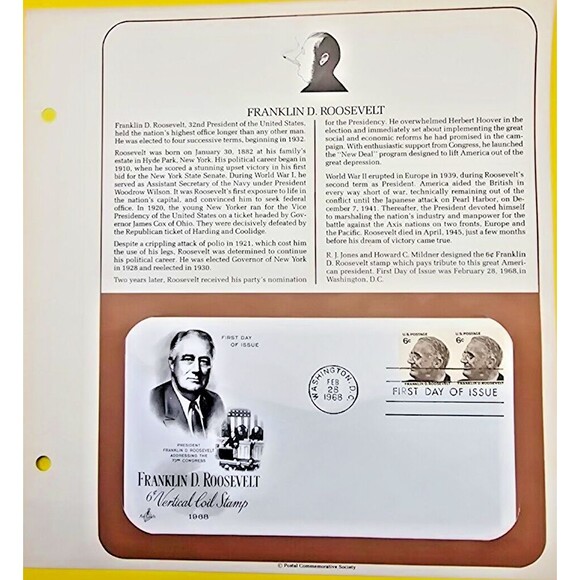 FRANKLIN D. ROOSEVELT
Franklin D. Roosevelt, 32nd President of the United States,
held the nation's highest office longer than any other man.
He was elected to four successive terms, beginning in 1932.
Roosevelt was born on January 30, 1882 at his family's
estate in Hyde Park, New York. His political career began
in 1910, when he scored a stunning upset victory in his first
bid for the New York State Senate. During World War I, he
served as Assistant Secretary of the Navy under President
Woodrow Wilson. It was Roosevelt's first exposure to life in
the nation's capital, and convinced him to seek federal
office. In 1920, the young New Yorker ran for the Vice
Presidency of the United States on a ticket headed by Gov-
ernor James Cox of Ohio. They were decisively defeated by
the Republican ticket of Harding and Coolidge.
Despite a crippling attack of polio in 1921, which cost him
the use of his legs, Roosevelt was determined to continue
his political career. He was elected Governor of New York
in 1928 and reelected in 1930.
Two years later, Roosevelt received his party's nomination
for the Presidency. He overwhelmed Herbert Hoover in the
election and immediately set about implementing the great
social and economic reforms he had promised in the cam-
paign. With enthusiastic support from Congress, he launched
the "New Deal" program designed to lift America out of the
great depression.
World War II erupted in Europe in 1939, during Roosevelt's
second term as President. America aided the British in
every way short of war, technically remaining out of the
conflict until the Japanese attack on Pearl Harbor, on De-
cember 7, 1941. Thereafter, the President devoted himself
to marshaling the nation's industry and manpower for the
battle against the Axis nations on two fronts, Europe and
the Pacific. Roosevelt died in April, 1945, just a few months
before his dream of victory came true.
R. J. Jones and Howard C. Mildner designed the 6¢ Franklin
D. Roosevelt stamp which pays tribute to this great Ameri-
can president. First Day of Issue was February 28, 1968, in
Washington, D.C.
FIRST DAY
OF ISSUE
WASHINGTON, D.C.
FEB
28
1968
U.S. POSTAGE
6¢
FRANKLIN D. ROOSEVELT
U.S. POSTAGE
6¢
FRANKLIN D. ROOSEVELT
FIRST DAY OF ISSUE
PRESIDENT
FRANKLIN D. ROOSEVELT
ADDRESSING THE
FRANKLIN D. ROOSEVELT
6¢ Vertical Coil Stamp
1968
© Postal Commemorative Society